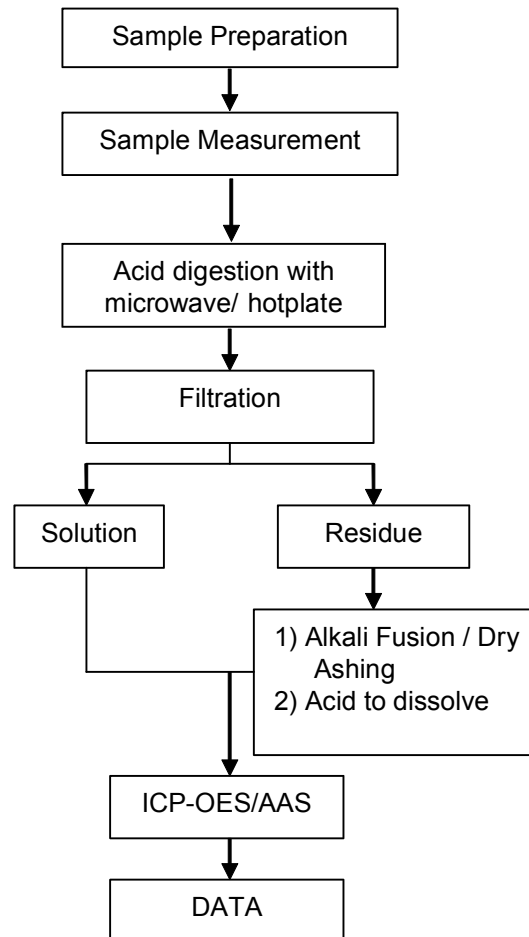 Sample Preparation
Sample Measurement
Acid digestion with
microwave/ hotplate
Filtration
Solution
Residue
1) Alkali Fusion / Dry
Ashing
2) Acid to dissolve
ICP-OES/AAS
DATA